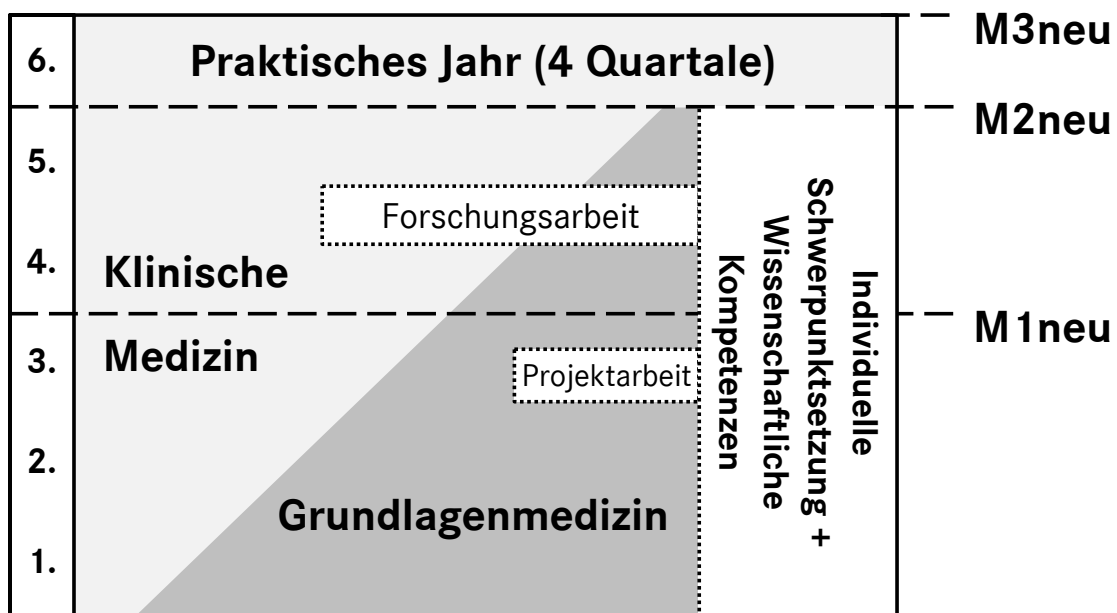 6.
Praktisches Jahr (4 Quartale)
M3neu
M2neu
5.
Forschungsarbeit
4.
Klinische
M1neu
3.
Medizin
Projektarbeit
2.
Grundlagenmedizin
1.
Individuelle
Schwerpunktsetzung +
Wissenschaftliche
Kompetenzen